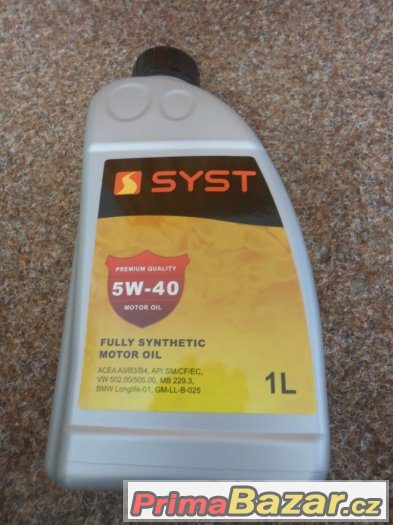 SYST
PREMIUM QUALITY
5W-40
MOTOR OIL
FULLY SYNTHETIC
MOTOR OIL
ACEA A3/B3/B4, API SM/CF/EC,
VW 502.00/505.00, MB 229.3,
BMW Longlife-01, GM-LL-B-025
1L
PrimaBazar.cz